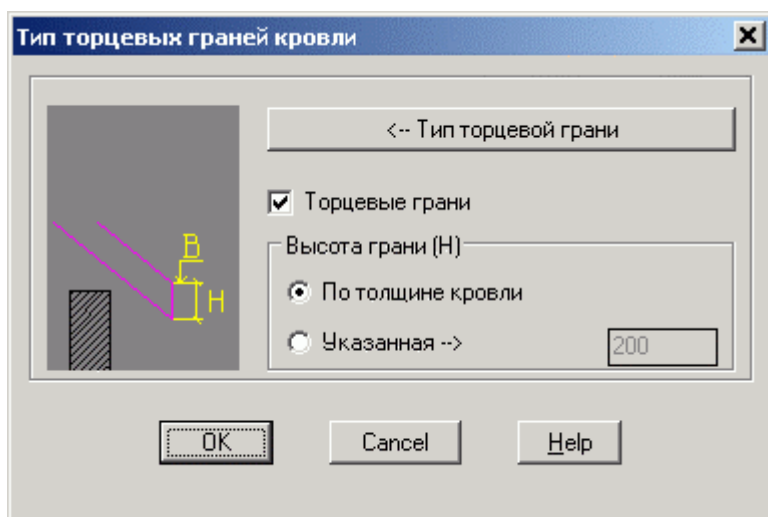 Тип торцевых граней кровли
<-- Тип торцевой грани
Торцевые грани
B
H
Высота грани (H)
По толщине кровли
Указанная -->
200
OK
Cancel
Help